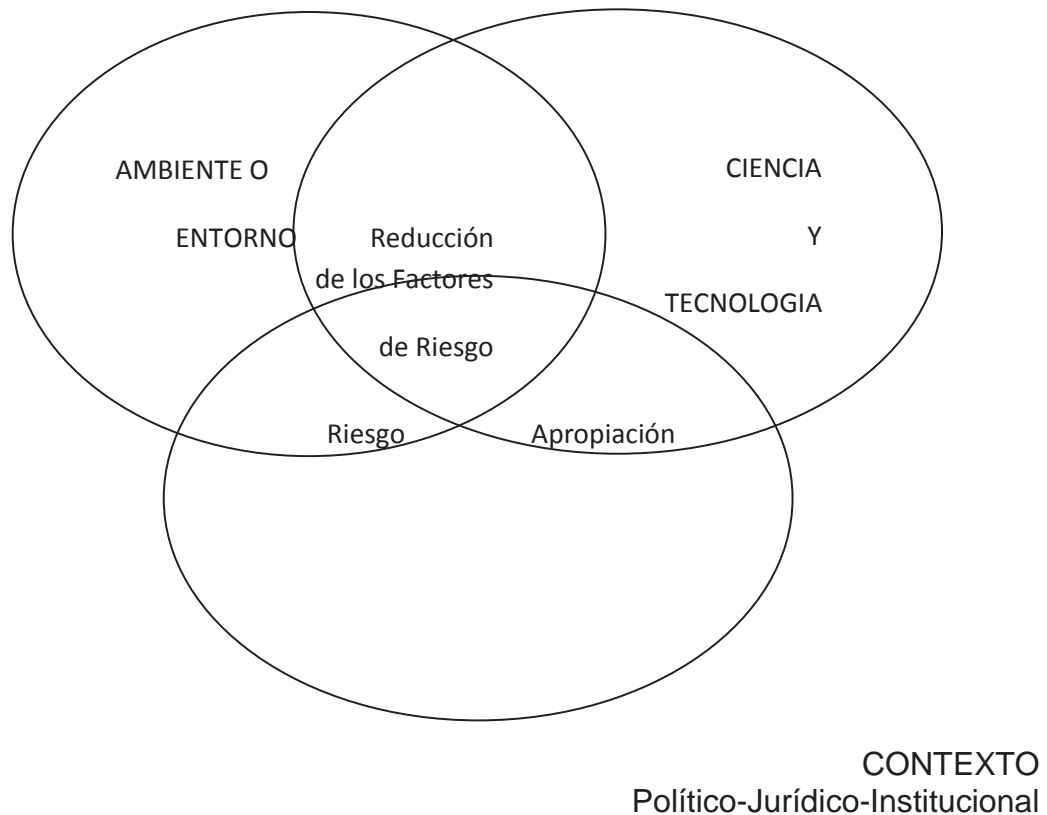 AMBIENTE O
ENTORNO
CIENCIA
Y
TECNOLOGIA
Reducción
de los Factores
de Riesgo
Riesgo
Apropiación
CONTEXTO
Político-Jurídico-Institucional